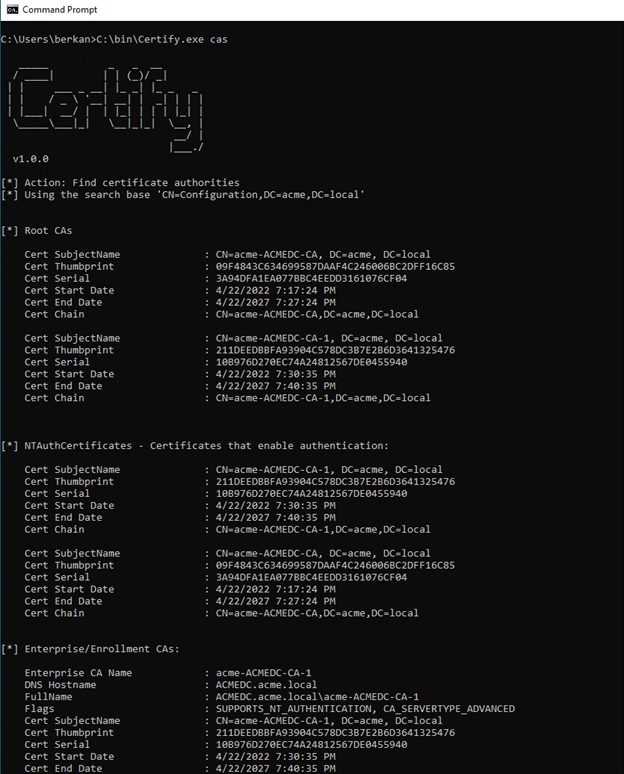 Command Prompt
C:\Users\berkan>C:\bin\Certify.exe cas
Certify
v1.0.0
[*] Action: Find certificate authorities
[*] Using the search base 'CN=Configuration,DC=acme,DC=local'
[*] Root CAs
Cert SubjectName : CN=acme-ACMEDC-CA, DC=acme, DC=local
Cert Thumbprint : 09F4843C634699587DAAF4C246006BC2DFF16C85
Cert Serial : 3A94DFA1EA077BBC4EEDD3161076CF04
Cert Start Date : 4/22/2022 7:17:24 PM
Cert End Date : 4/22/2027 7:27:24 PM
Cert Chain : CN=acme-ACMEDC-CA,DC=acme,DC=local
Cert SubjectName : CN=acme-ACMEDC-CA-1, DC=acme, DC=local
Cert Thumbprint : 211DEEDBBFA93904C578DC3B7E2B6D3641325476
Cert Serial : 10B976D270EC74A24812567DE0455940
Cert Start Date : 4/22/2022 7:30:35 PM
Cert End Date : 4/22/2027 7:40:35 PM
Cert Chain : CN=acme-ACMEDC-CA-1,DC=acme,DC=local
[*] NTAuthCertificates - Certificates that enable authentication:
Cert SubjectName : CN=acme-ACMEDC-CA-1, DC=acme, DC=local
Cert Thumbprint : 211DEEDBBFA93904C578DC3B7E2B6D3641325476
Cert Serial : 10B976D270EC74A24812567DE0455940
Cert Start Date : 4/22/2022 7:30:35 PM
Cert End Date : 4/22/2027 7:40:35 PM
Cert Chain : CN=acme-ACMEDC-CA-1,DC=acme,DC=local
Cert SubjectName : CN=acme-ACMEDC-CA, DC=acme, DC=local
Cert Thumbprint : 09F4843C634699587DAAF4C246006BC2DFF16C85
Cert Serial : 3A94DFA1EA077BBC4EEDD3161076CF04
Cert Start Date : 4/22/2022 7:17:24 PM
Cert End Date : 4/22/2027 7:27:24 PM
Cert Chain : CN=acme-ACMEDC-CA,DC=acme,DC=local
[*] Enterprise/Enrollment CAs:
Enterprise CA Name : acme-ACMEDC-CA-1
DNS Hostname : ACMEDC.acme.local
FullName : ACMEDC.acme.local\acme-ACMEDC-CA-1
Flags : SUPPORTS_NT_AUTHENTICATION, CA_SERVERTYPE_ADVANCED
Cert SubjectName : CN=acme-ACMEDC-CA-1, DC=acme, DC=local
Cert Thumbprint : 211DEEDBBFA93904C578DC3B7E2B6D3641325476
Cert Serial : 10B976D270EC74A24812567DE0455940
Cert Start Date : 4/22/2022 7:30:35 PM
Cert End Date : 4/22/2027 7:40:35 PM